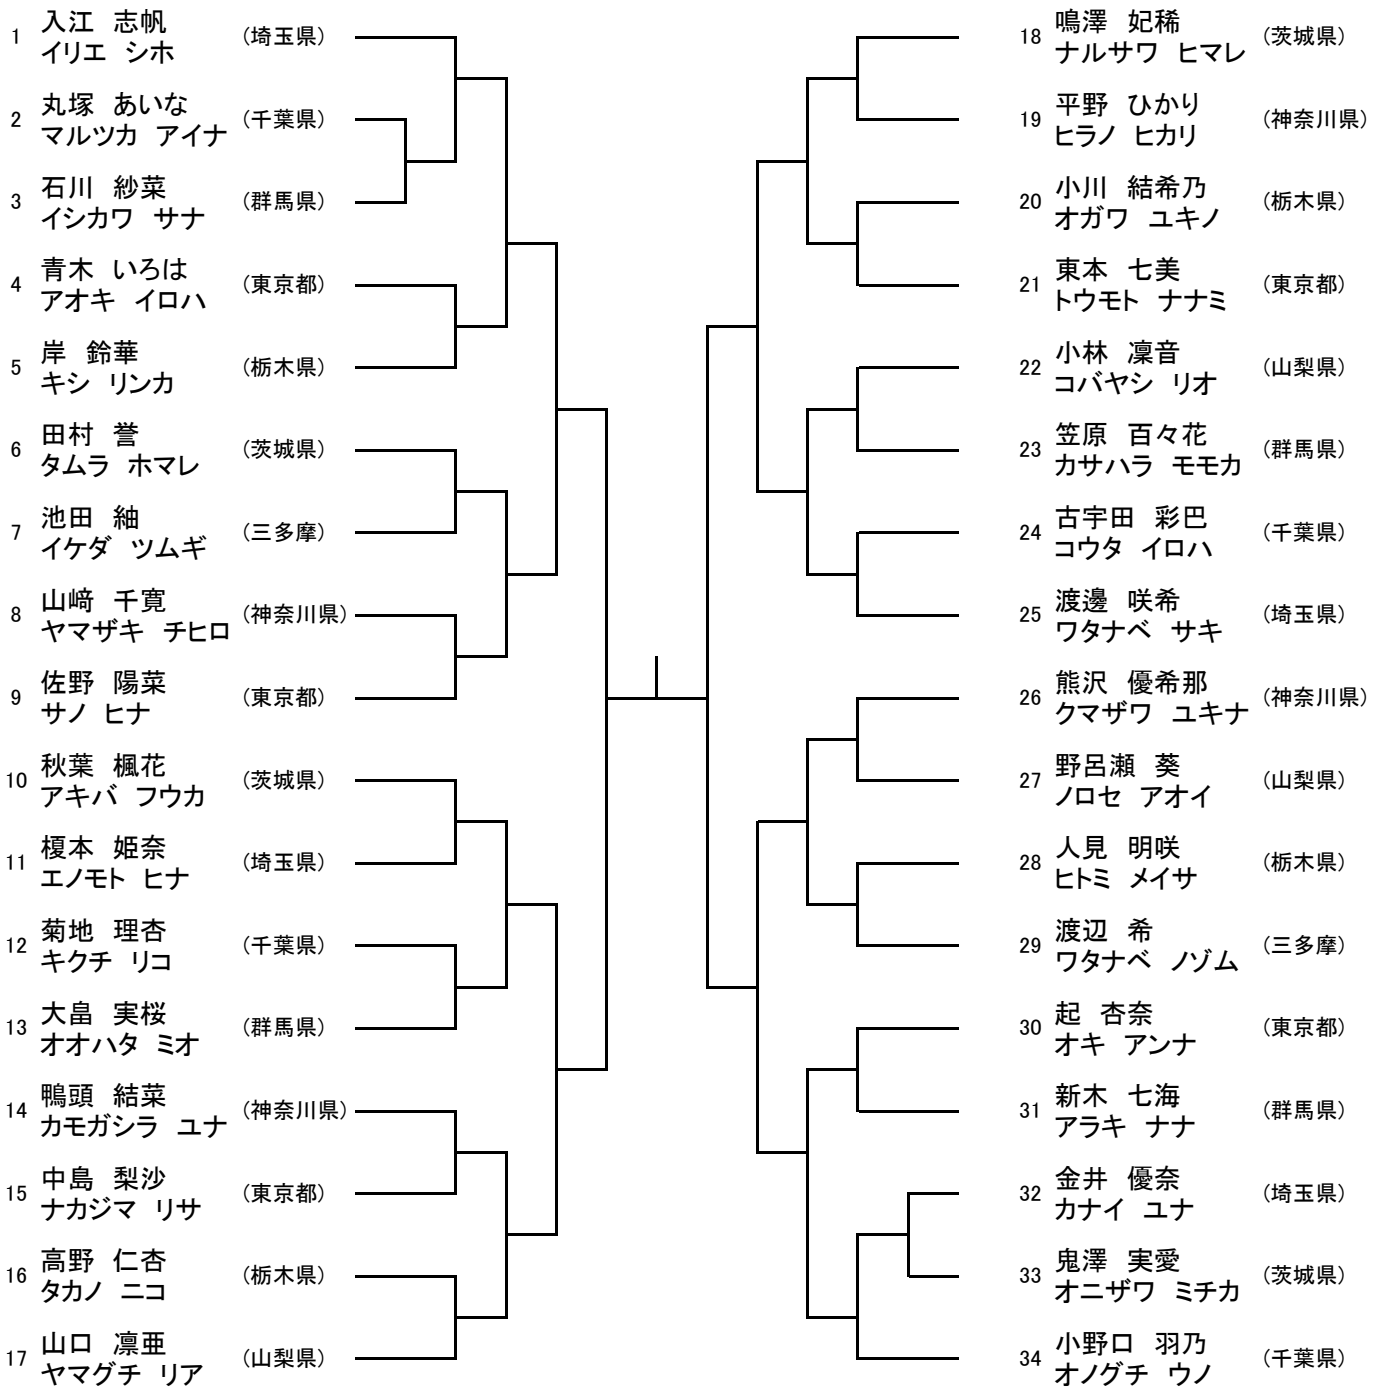 1 入江 志帆 (埼玉県)
イリエ シホ
2 丸塚 あいな (千葉県)
マルツカ アイナ
3 石川 紗菜 (群馬県)
イシカワ サナ
4 青木 いろは (東京都)
アオキ イロハ
5 岸 鈴華 (栃木県)
キシ リンカ
6 田村 誉 (茨城県)
タムラ ホマレ
7 池田 紬 (三多摩)
イケダ ツムギ
8 山﨑 千寛 (神奈川県)
ヤマザキ チヒロ
9 佐野 陽菜 (東京都)
サノ ヒナ
10 秋葉 楓花 (茨城県)
アキバ フウカ
11 榎本 姫奈 (埼玉県)
エノモト ヒナ
12 菊地 理杏 (千葉県)
キクチ リコ
13 大畠 実桜 (群馬県)
オオハタ ミオ
14 鴨頭 結菜 (神奈川県)
カモガシラ ユナ
15 中島 梨沙 (東京都)
ナカジマ リサ
16 高野 仁杏 (栃木県)
タカノ ニコ
17 山口 凛亜 (山梨県)
ヤマグチ リア
18 鳴澤 妃稀 (茨城県)
ナルサワ ヒマレ
19 平野 ひかり (神奈川県)
ヒラノ ヒカリ
20 小川 結希乃 (栃木県)
オガワ ユキノ
21 東本 七美 (東京都)
トウモト ナナミ
22 小林 凜音 (山梨県)
コバヤシ リオ
23 笠原 百々花 (群馬県)
カサハラ モモカ
24 古宇田 彩巴 (千葉県)
コウタ イロハ
25 渡邊 咲希 (埼玉県)
ワタナベ サキ
26 熊沢 優希那 (神奈川県)
クマザワ ユキナ
27 野呂瀬 葵 (山梨県)
ノロセ アオイ
28 人見 明咲 (栃木県)
ヒトミ メイサ
29 渡辺 希 (三多摩)
ワタナベ ノゾム
30 起 杏奈 (東京都)
オキ アンナ
31 新木 七海 (群馬県)
アラキ ナナ
32 金井 優奈 (埼玉県)
カナイ ユナ
33 鬼澤 実愛 (茨城県)
オニザワ ミチカ
34 小野口 羽乃 (千葉県)
オノグチ ウノ